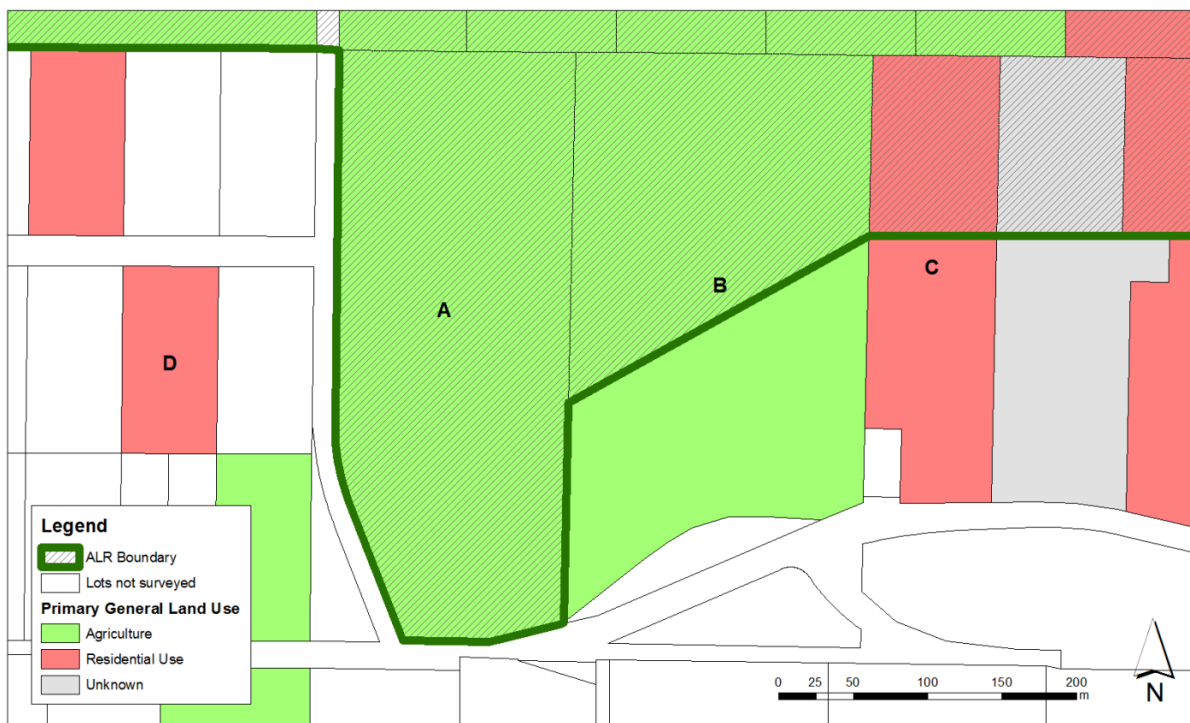 A
B
C
D
Legend
ALR Boundary
Lots not surveyed
Primary General Land Use
Agriculture
Residential Use
Unknown
0 25 50 100 150 200
m
N